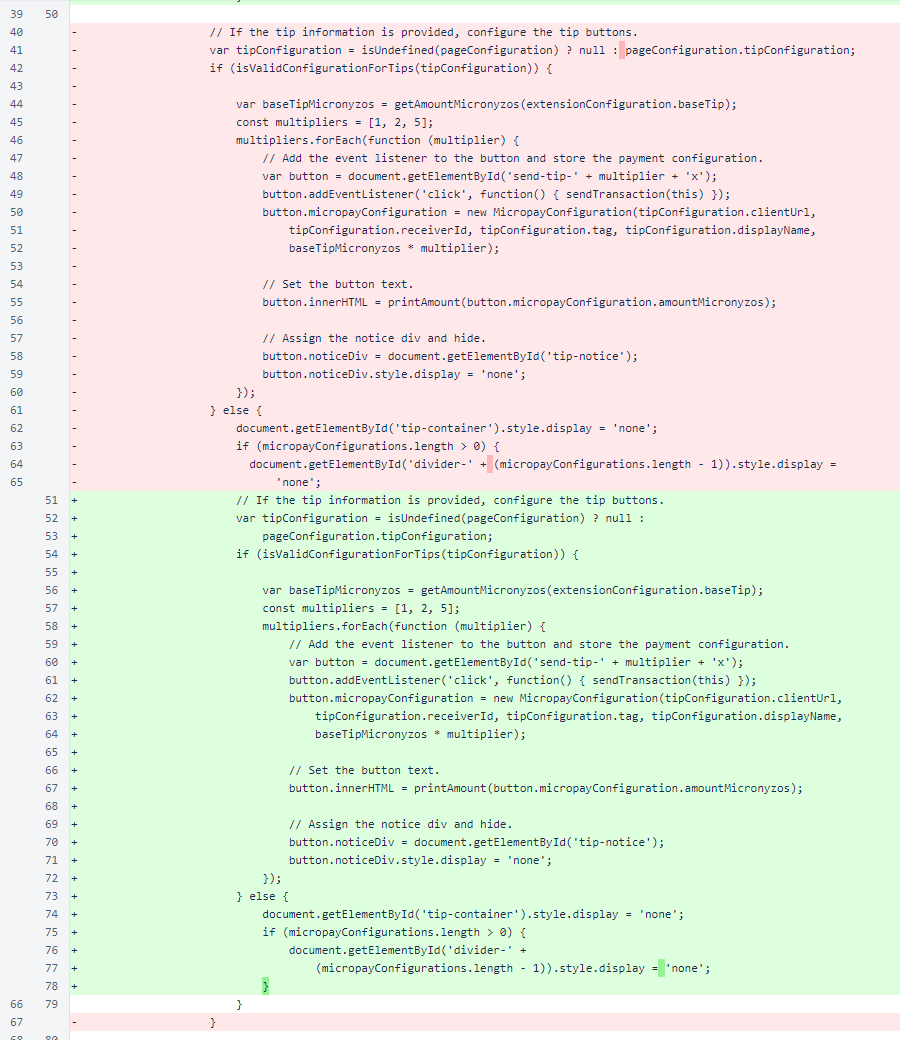 39 50
40 - // If the tip information is provided, configure the tip buttons.
41 - var tipConfiguration = isUndefined(pageConfiguration) ? null : pageConfiguration.tipConfiguration;
42 - if (isValidConfigurationForTips(tipConfiguration)) {
43 -
44 - var baseTipMicronyzos = getAmountMicronyzos(extensionConfiguration.baseTip);
45 - const multipliers = [1, 2, 5];
46 - multipliers.forEach(function (multiplier) {
47 - // Add the event listener to the button and store the payment configuration.
48 - var button = document.getElementById('send-tip-' + multiplier + 'x');
49 - button.addEventListener('click', function() { sendTransaction(this) });
50 - button.micropayConfiguration = new MicropayConfiguration(tipConfiguration.clientUrl,
51 - tipConfiguration.receiverId, tipConfiguration.tag, tipConfiguration.displayName,
52 - baseTipMicronyzos * multiplier);
53 -
54 - // Set the button text.
55 - button.innerHTML = printAmount(button.micropayConfiguration.amountMicronyzos);
56 -
57 - // Assign the notice div and hide.
58 - button.noticeDiv = document.getElementById('tip-notice');
59 - button.noticeDiv.style.display = 'none';
60 - });
61 - } else {
62 - document.getElementById('tip-container').style.display = 'none';
63 - if (micropayConfigurations.length > 0) {
64 - document.getElementById('divider-' + (micropayConfigurations.length - 1)).style.display =
65 - 'none';
51 + // If the tip information is provided, configure the tip buttons.
52 + var tipConfiguration = isUndefined(pageConfiguration) ? null :
53 + pageConfiguration.tipConfiguration;
54 + if (isValidConfigurationForTips(tipConfiguration)) {
55 +
56 + var baseTipMicronyzos = getAmountMicronyzos(extensionConfiguration.baseTip);
57 + const multipliers = [1, 2, 5];
58 + multipliers.forEach(function (multiplier) {
59 + // Add the event listener to the button and store the payment configuration.
60 + var button = document.getElementById('send-tip-' + multiplier + 'x');
61 + button.addEventListener('click', function() { sendTransaction(this) });
62 + button.micropayConfiguration = new MicropayConfiguration(tipConfiguration.clientUrl,
63 + tipConfiguration.receiverId, tipConfiguration.tag, tipConfiguration.displayName,
64 + baseTipMicronyzos * multiplier);
65 +
66 + // Set the button text.
67 + button.innerHTML = printAmount(button.micropayConfiguration.amountMicronyzos);
68 +
69 + // Assign the notice div and hide.
70 + button.noticeDiv = document.getElementById('tip-notice');
71 + button.noticeDiv.style.display = 'none';
72 + });
73 + } else {
74 + document.getElementById('tip-container').style.display = 'none';
75 + if (micropayConfigurations.length > 0) {
76 + document.getElementById('divider-' +
77 + (micropayConfigurations.length - 1)).style.display = 'none';
78 + }
66 79 }
67 - }